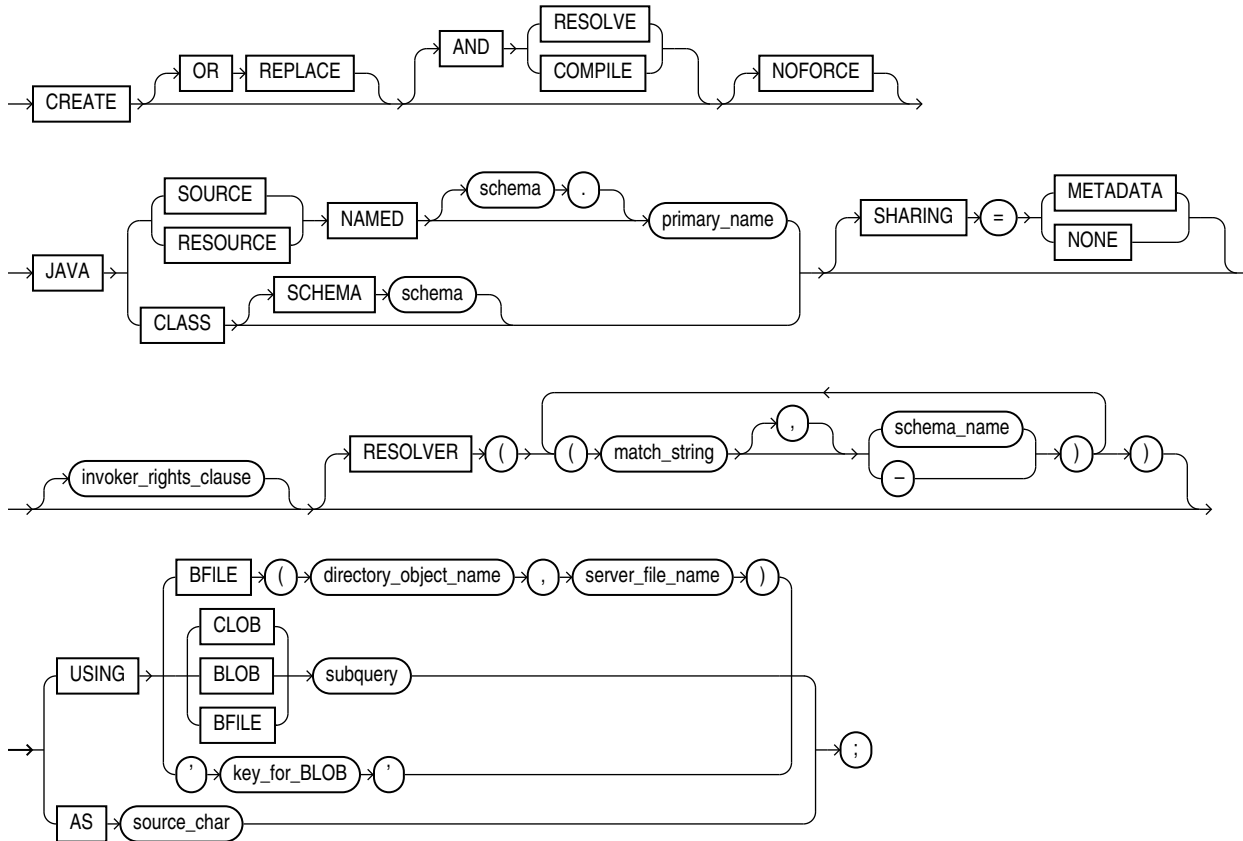 OR REPLACE AND RESOLVE
COMPILE NOFORCE
CREATE
SOURCE schema . METADATA
RESOURCE NAMED primary_name SHARING = NONE
JAVA
SCHEMA schema
CLASS
invoker_rights_clause RESOLVER ( ( match_string , schema_name ) )
–
BFILE ( directory_object_name , server_file_name )
CLOB
USING BLOB subquery
BFILE
;
' key_for_BLOB '
AS source_char